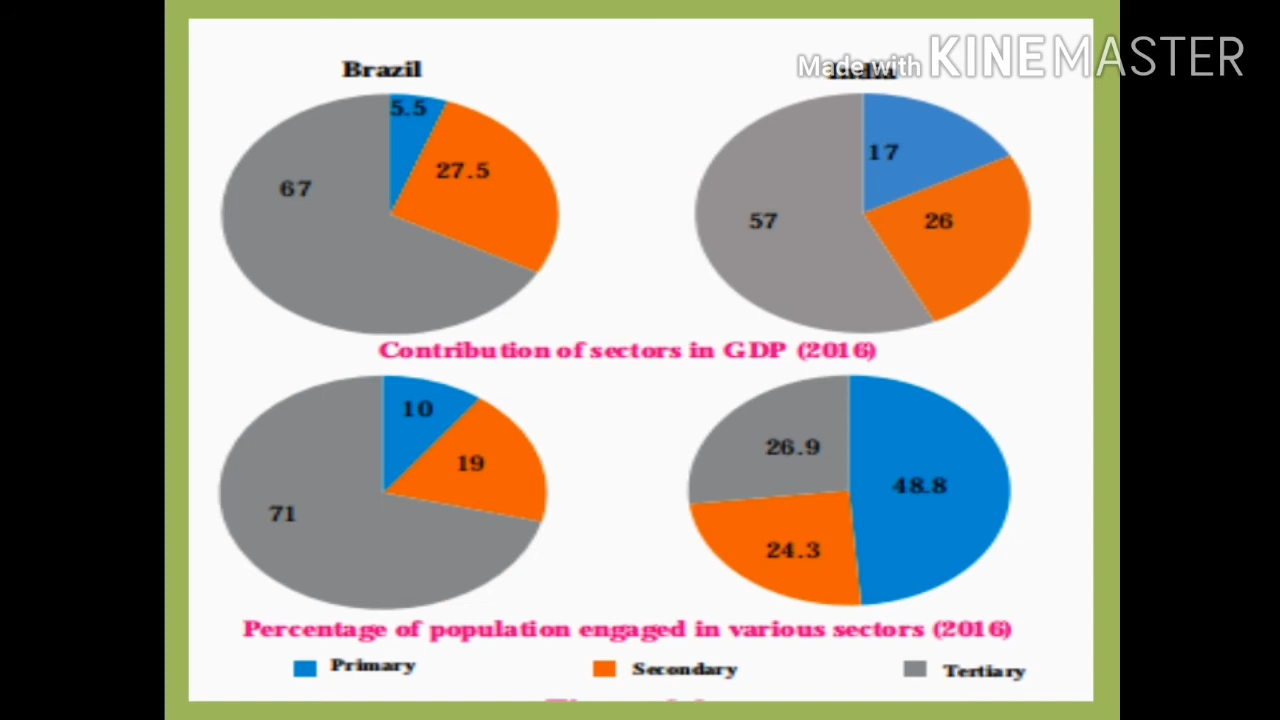 Brazil
Made with KINEMASTER
India
5.5
27.5
67
17
26
57
Contribution of sectors in GDP (2016)
10
19
71
48.8
24.3
26.9
Percentage of population engaged in various sectors (2016)
Primary
Secondary
Tertiary